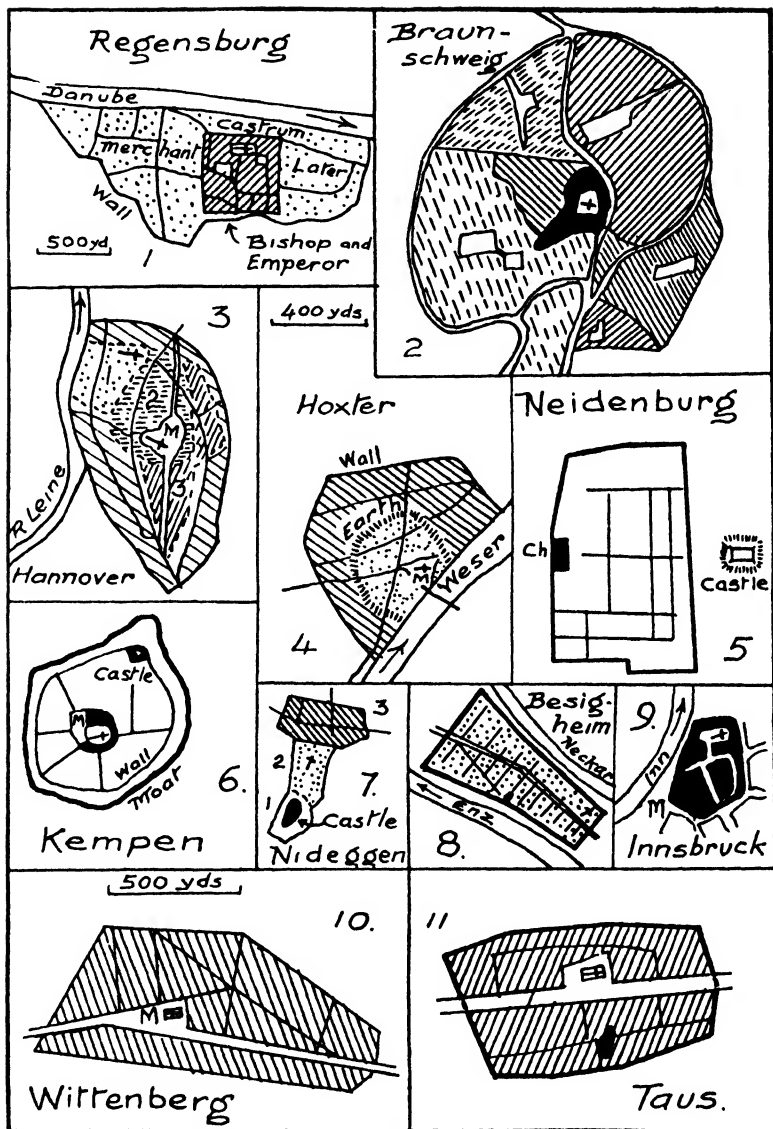 Regensburg
Danube
Castrum
Merchant
Later
Wall
500 yd
Bishop and
Emperor
1
Braun-
schweig
2
3
1
2
M
3
R Leine
Hannover
400 yds
Hoxter
Wall
Earth
M
Weser
4
Neidenburg
Ch
Castle
5
Castle
M
Wall
Moat
6.
Kempen
3
2
7.
1
Castle
Nideggen
Besig-
heim
Neckar
Enz
8.
9.
Inn
M
Innsbruck
500 yds
10.
M
Wittenberg
11
Taus.